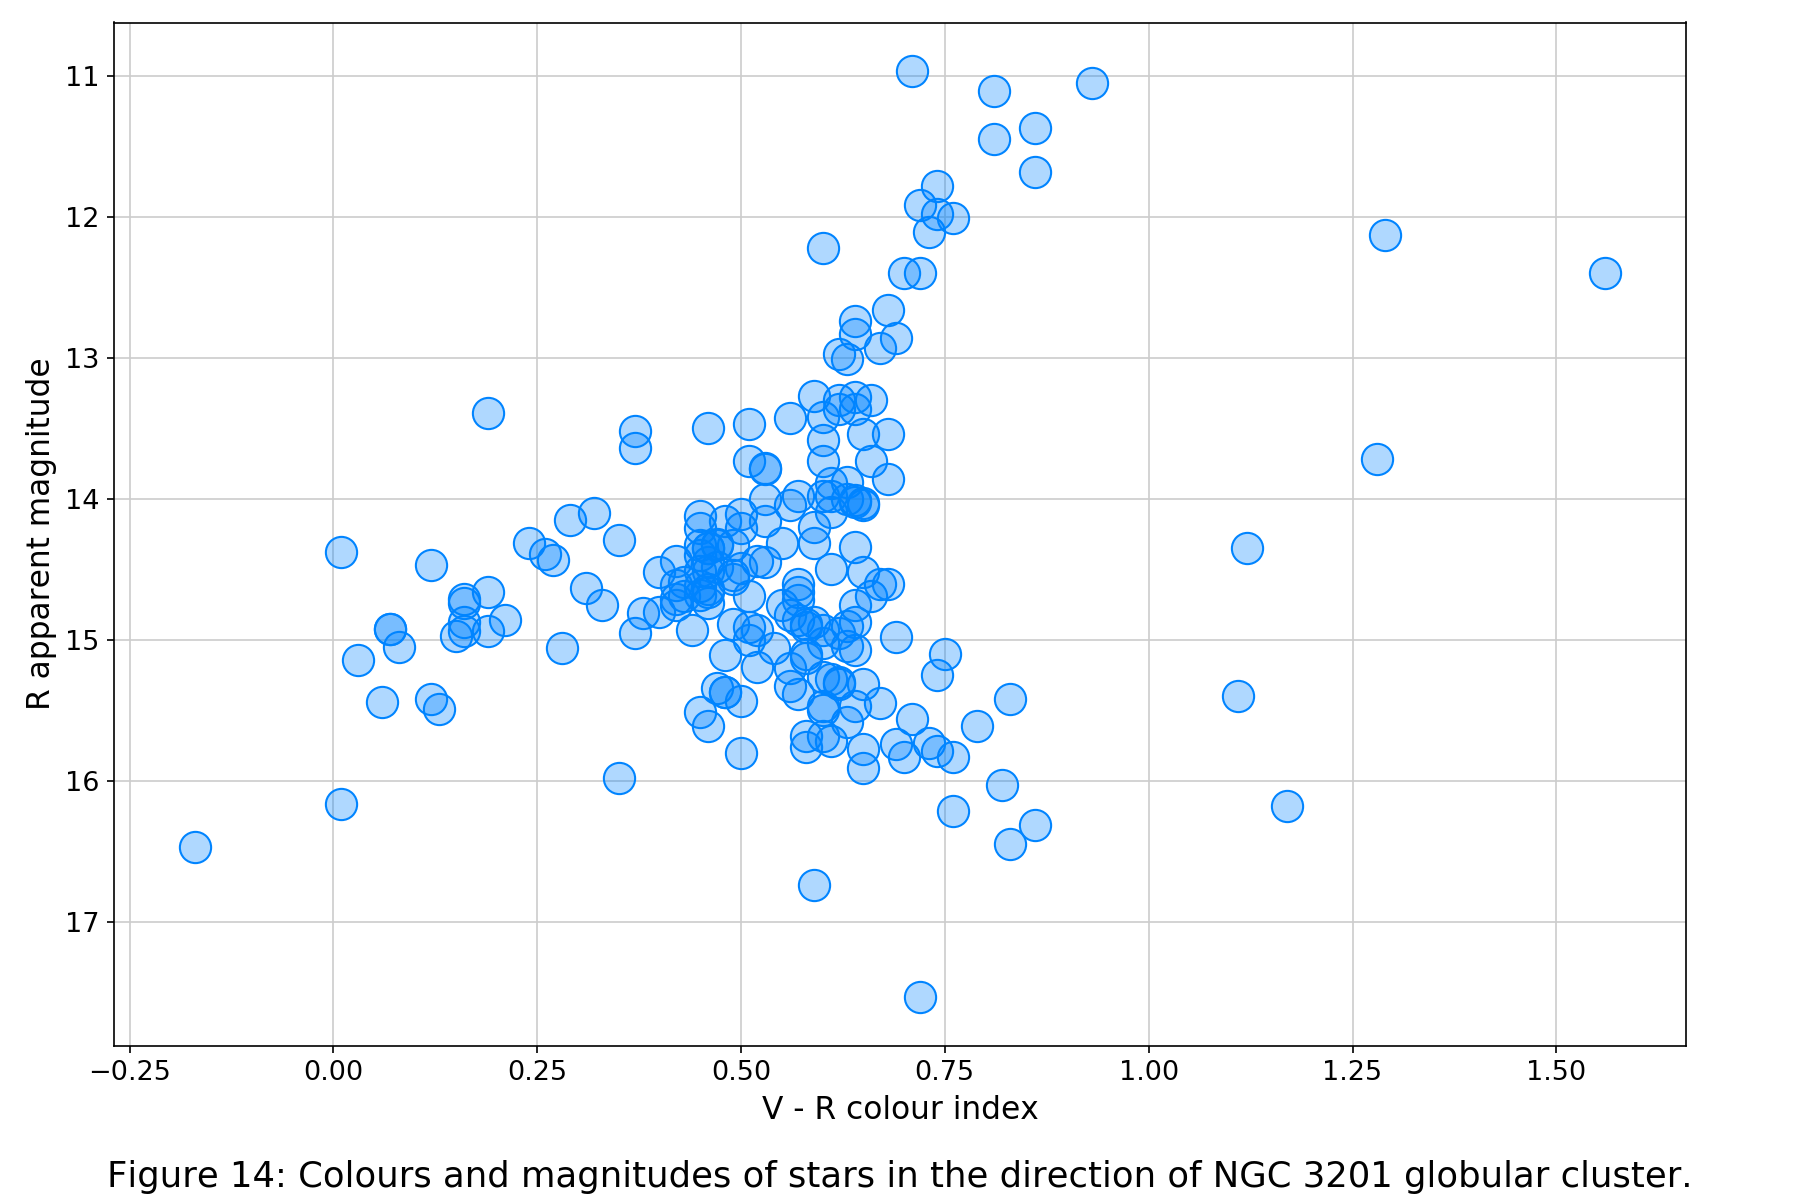 11
12
13
14
15
16
17
R apparent magnitude
−0.25 0.00 0.25 0.50 0.75 1.00 1.25 1.50
V - R colour index
Figure 14: Colours and magnitudes of stars in the direction of NGC 3201 globular cluster.